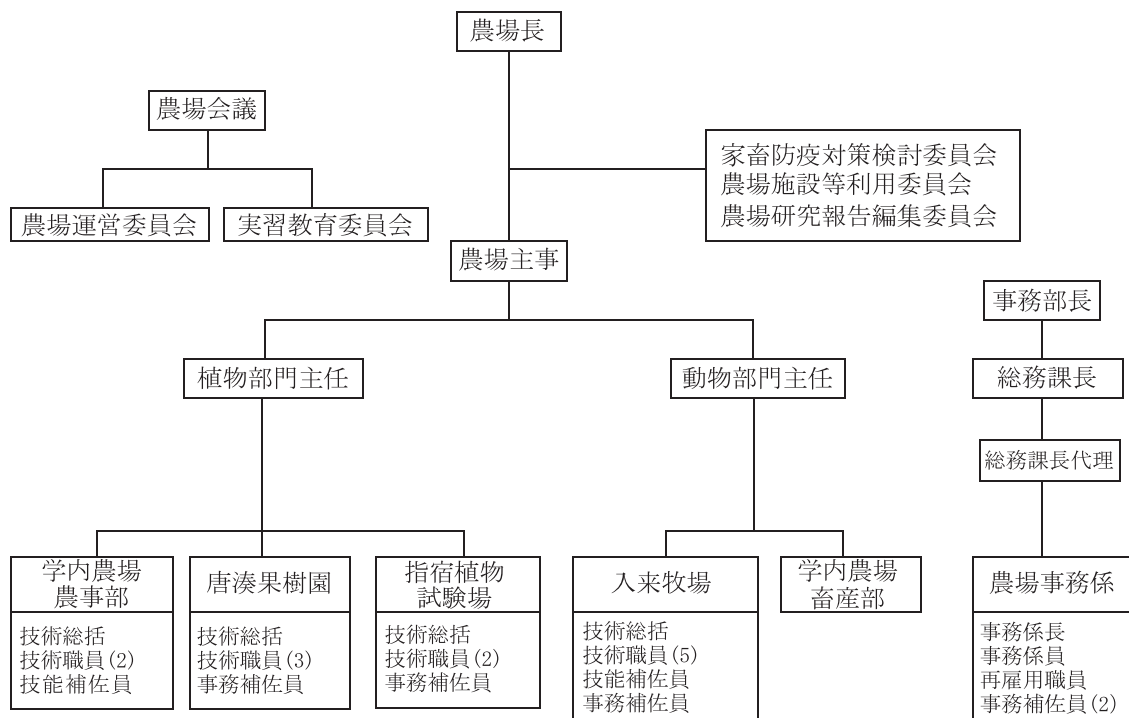 農場長
農場会議
家畜防疫対策検討委員会
農場施設等利用委員会
農場研究報告編集委員会
農場運営委員会
実習教育委員会
農場主事
事務部長
植物部門主任
動物部門主任
総務課長
総務課長代理
学内農場
農事部
技術総括
技術職員(2)
技能補佐員
唐湊果樹園
技術総括
技術職員(3)
事務補佐員
指宿植物
試験場
技術総括
技術職員(2)
事務補佐員
入来牧場
技術総括
技術職員(5)
技能補佐員
事務補佐員
学内農場
畜産部
農場事務係
事務係長
事務係員
再雇用職員
事務補佐員(2)